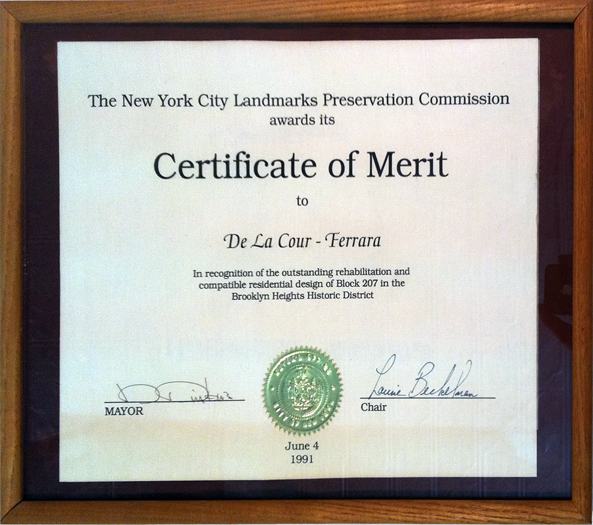 The New York City Landmarks Preservation Commission
awards its
Certificate of Merit
to
De La Cour - Ferrara
In recognition of the outstanding rehabilitation and
compatible residential design of Block 207 in the
Brooklyn Heights Historic District
MAYOR
Chair
June 4
1991